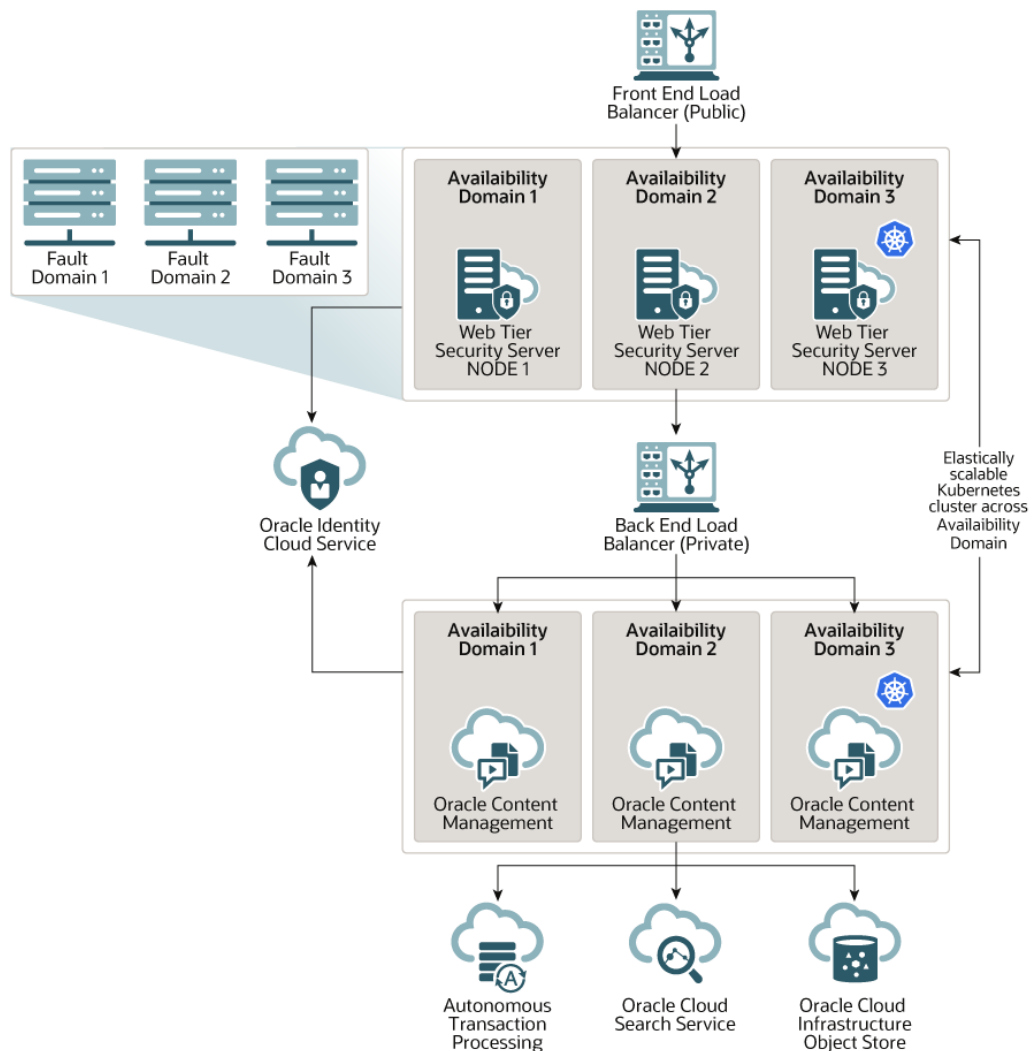 Front End Load
Balancer (Public)
Fault
Domain 1
Fault
Domain 2
Fault
Domain 3
Availaibility
Domain 1
Availaibility
Domain 2
Availaibility
Domain 3
Web Tier
Security Server
NODE 1
Web Tier
Security Server
NODE 2
Web Tier
Security Server
NODE 3
Oracle Identity
Cloud Service
Back End Load
Balancer (Private)
Elastically
scalable
Kubernetes
cluster across
Availaibility
Domain
Availaibility
Domain 1
Availaibility
Domain 2
Availaibility
Domain 3
Oracle Content
Management
Oracle Content
Management
Oracle Content
Management
A
Autonomous
Transaction
Processing
Oracle Cloud
Search Service
Oracle Cloud
Infrastructure
Object Store